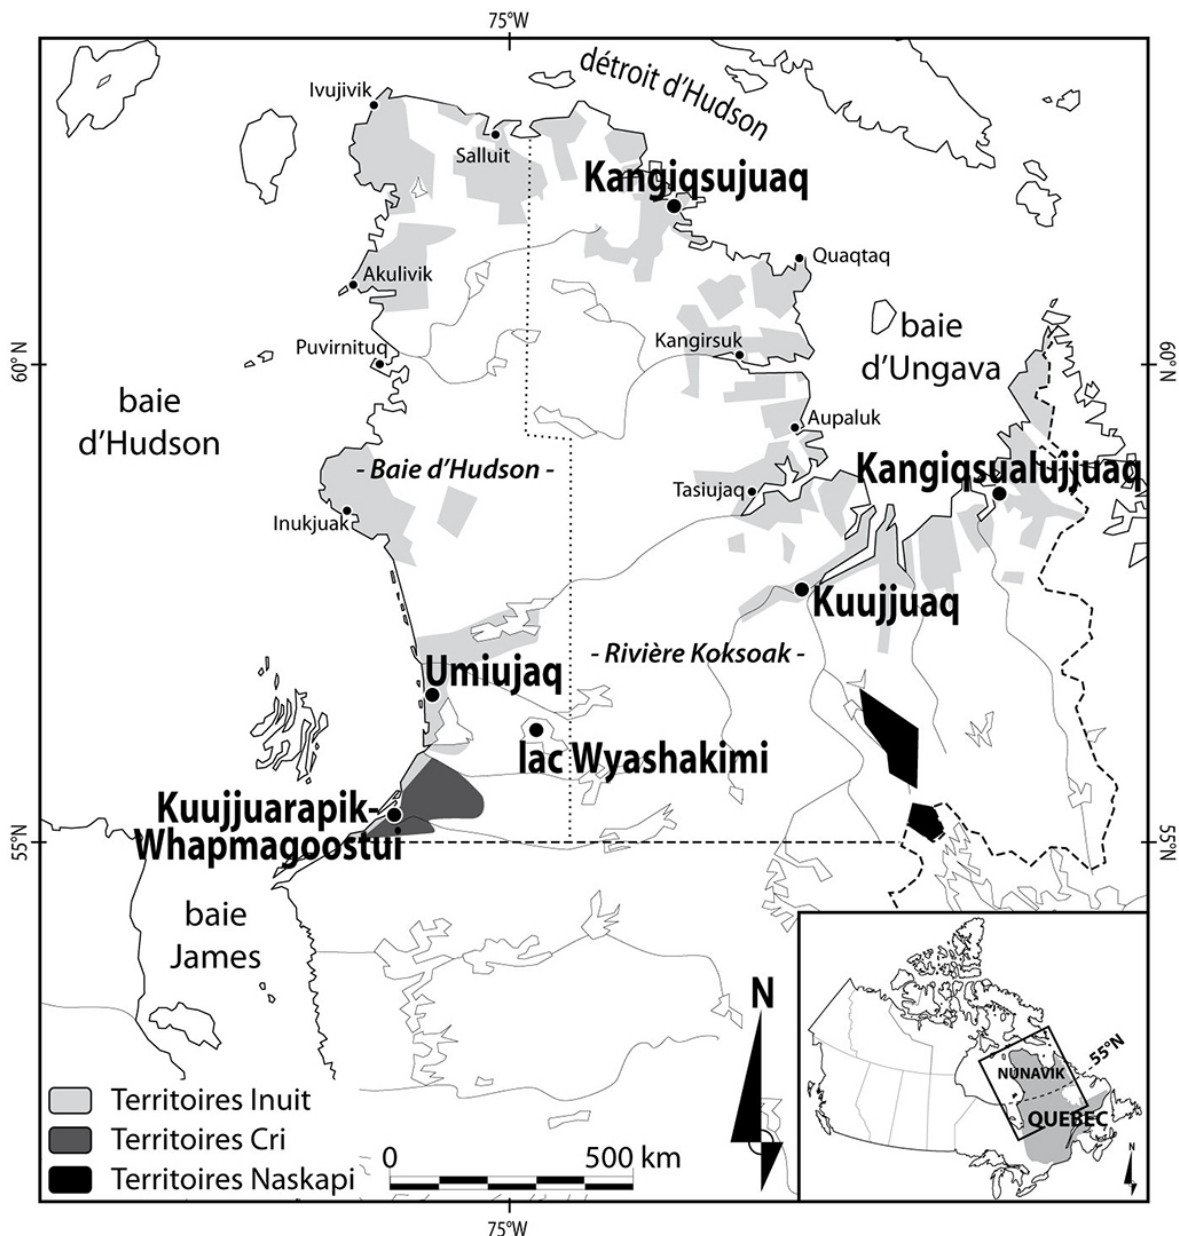 75°W
détroit d'Hudson
Ivujivik
Salluit
Kangiqsujuaq
Quaqtaq
Akulivik
baie
d'Ungava
Kangirsuk
Puvirnituq
60° N
60°N
baie
d'Hudson
Aupaluk
- Baie d'Hudson -
Kangiqsualujjuaq
Tasiujaq
Inukjuak
Kuujjuaq
- Rivière Koksoak -
Umiujaq
lac Wyashakimi
Kuujjuarapik-
Whapmagoostui
55°N
55°N
baie
James
N
55°N
NUNAVIK
QUEBEC
N
Territoires Inuit
Territoires Cri
Territoires Naskapi
0 500 km
75°W